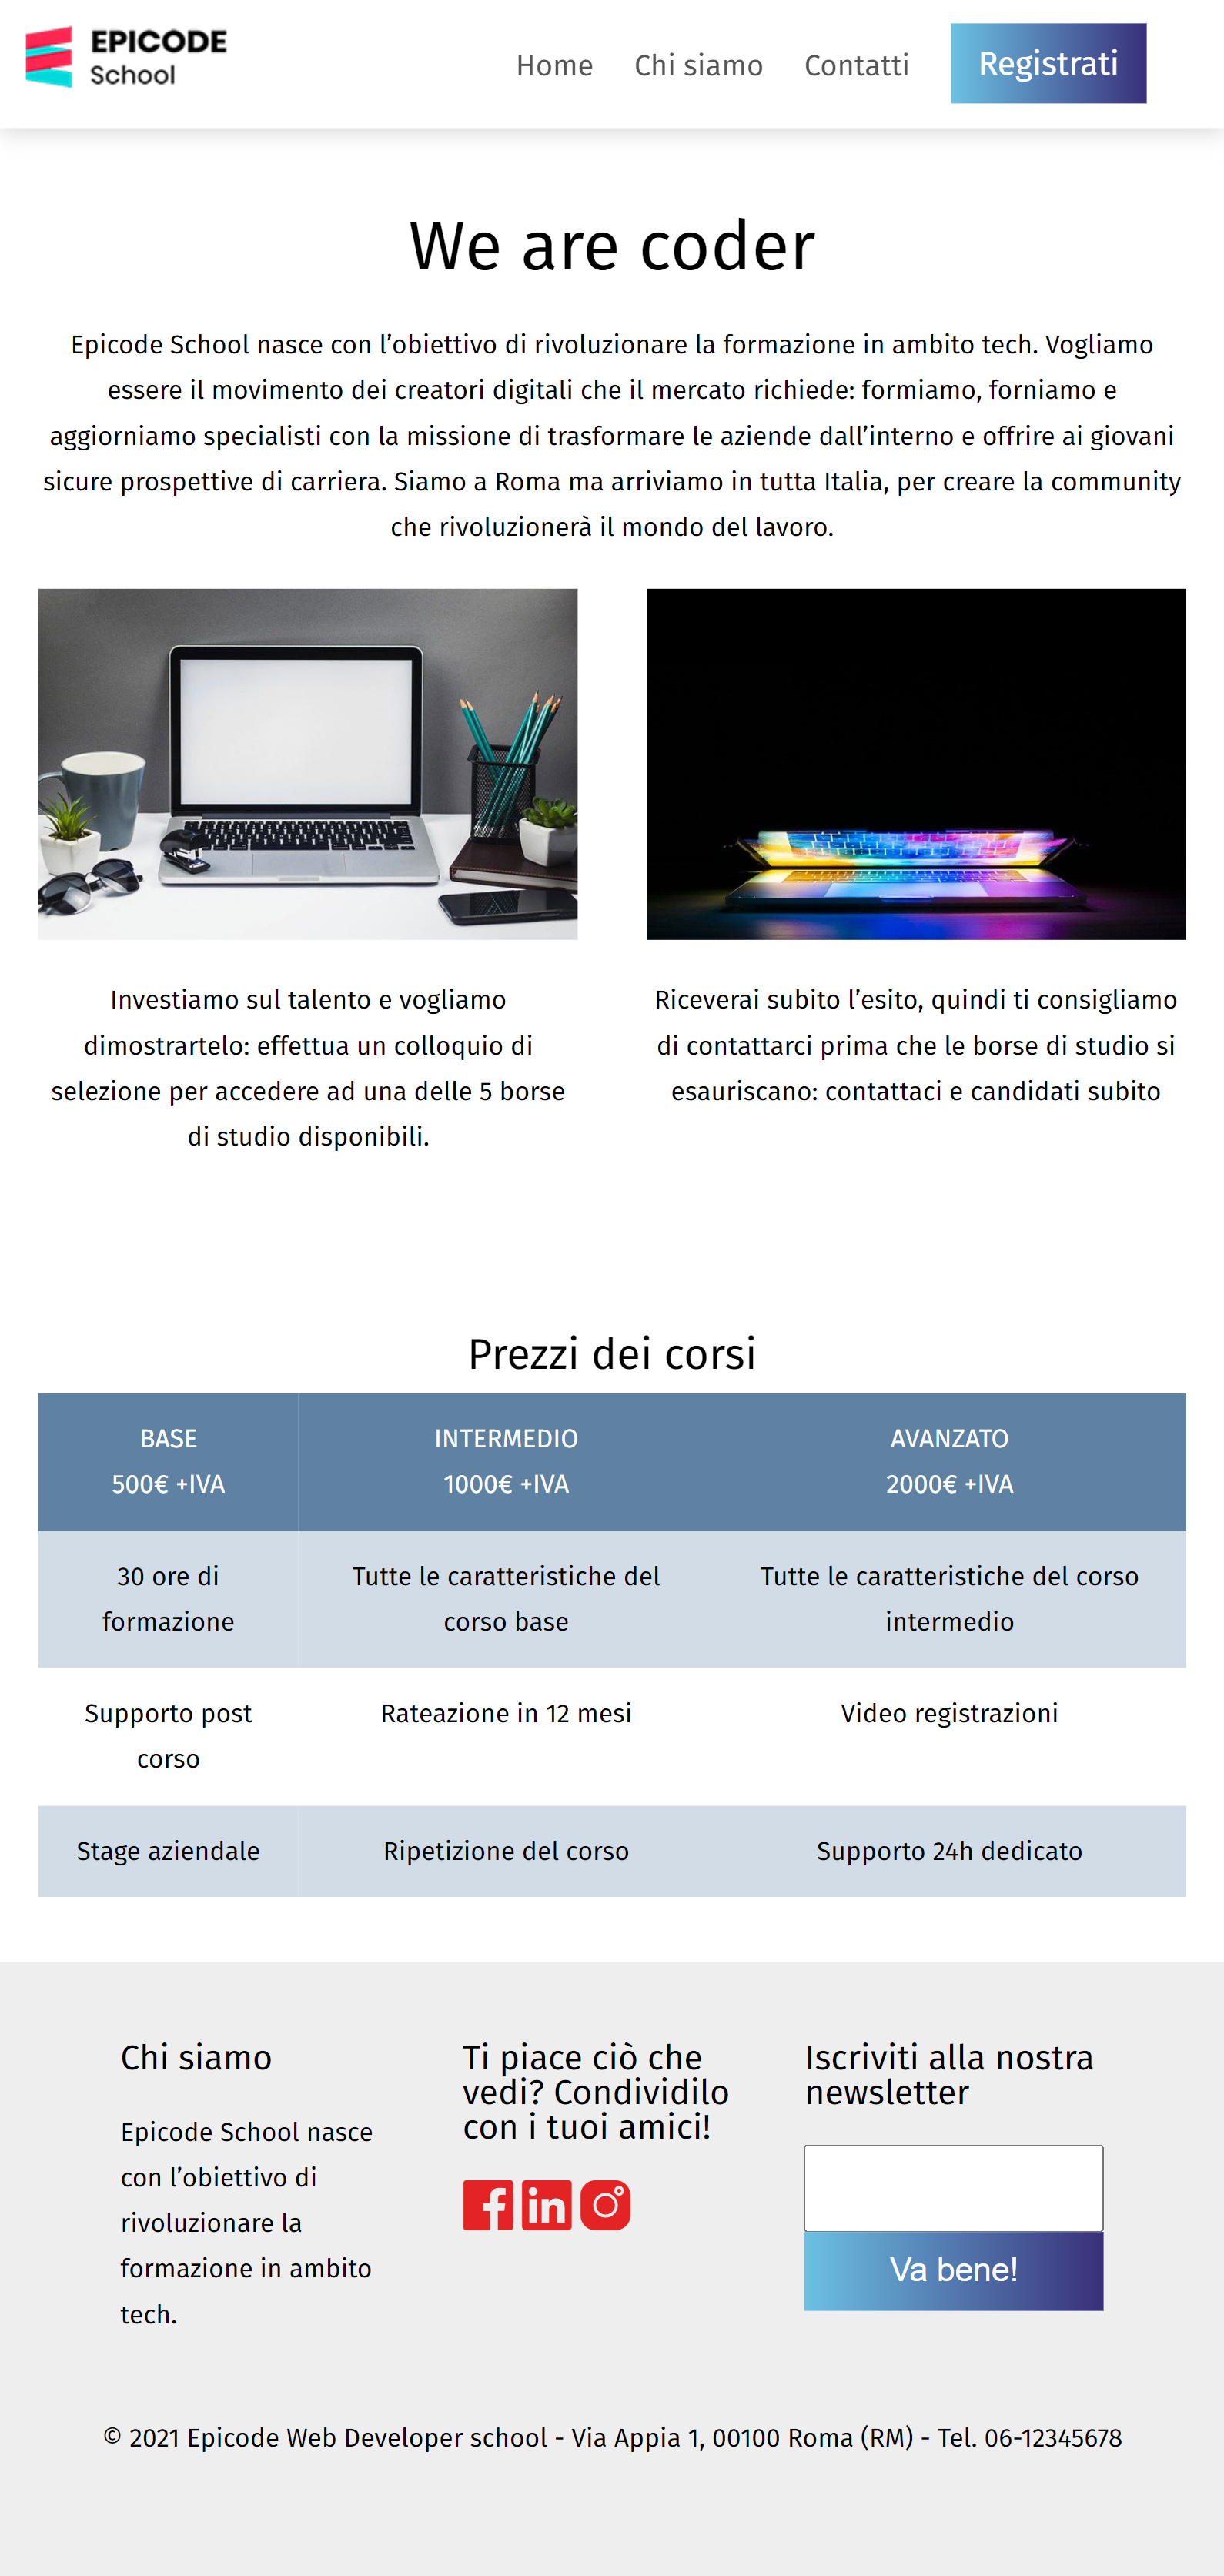 EPICODE
School
Home Chi siamo Contatti Registrati
We are coder
Epicode School nasce con l’obiettivo di rivoluzionare la formazione in ambito tech. Vogliamo
essere il movimento dei creatori digitali che il mercato richiede: formiamo, forniamo e
aggiorniamo specialisti con la missione di trasformare le aziende dall’interno e offrire ai giovani
sicure prospettive di carriera. Siamo a Roma ma arriviamo in tutta Italia, per creare la community
che rivoluzionerà il mondo del lavoro.
Investiamo sul talento e vogliamo
dimostrartelo: effettua un colloquio di
selezione per accedere ad una delle 5 borse
di studio disponibili.
Riceverai subito l’esito, quindi ti consigliamo
di contattarci prima che le borse di studio si
esauriscano: contattaci e candidati subito
Prezzi dei corsi
BASE
500€ +IVA
INTERMEDIO
1000€ +IVA
AVANZATO
2000€ +IVA
30 ore di
formazione
Tutte le caratteristiche del
corso base
Tutte le caratteristiche del corso
intermedio
Supporto post
corso
Rateazione in 12 mesi
Video registrazioni
Stage aziendale
Ripetizione del corso
Supporto 24h dedicato
Chi siamo
Epicode School nasce
con l’obiettivo di
rivoluzionare la
formazione in ambito
tech.
Ti piace ciò che
vedi? Condividilo
con i tuoi amici!
Iscriviti alla nostra
newsletter
Va bene!
© 2021 Epicode Web Developer school - Via Appia 1, 00100 Roma (RM) - Tel. 06-12345678